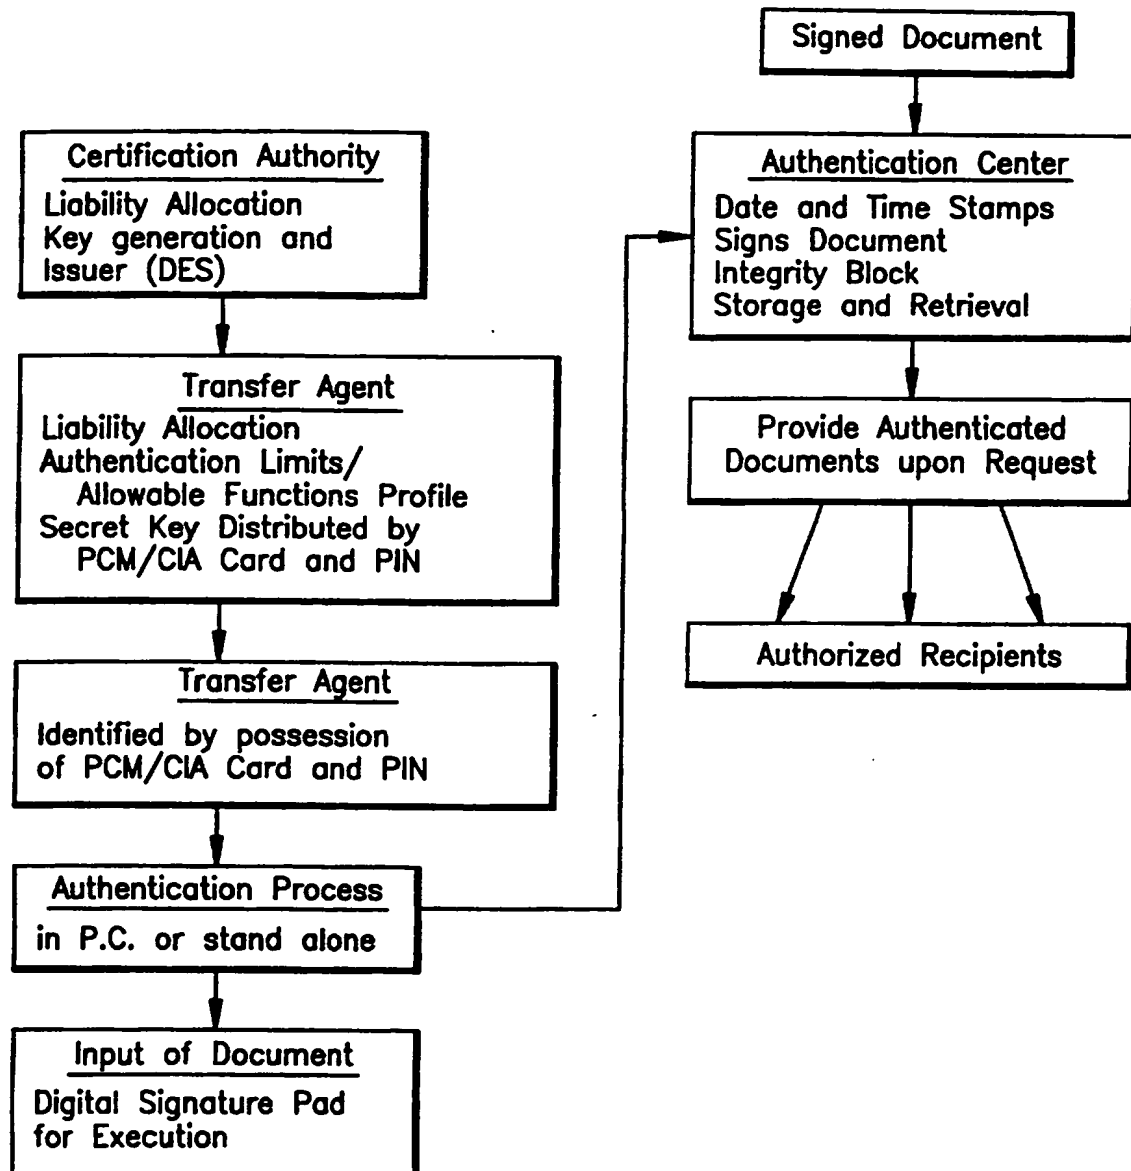 Certification Authority
Liability Allocation
Key generation and
Issuer (DES)
Transfer Agent
Liability Allocation
Authentication Limits/
Allowable Functions Profile
Secret Key Distributed by
PCM/CIA Card and PIN
Transfer Agent
Identified by possession
of PCM/CIA Card and PIN
Authentication Process
in P.C. or stand alone
Input of Document
Digital Signature Pad
for Execution
Signed Document
Authentication Center
Date and Time Stamps
Signs Document
Integrity Block
Storage and Retrieval
Provide Authenticated
Documents upon Request
Authorized Recipients